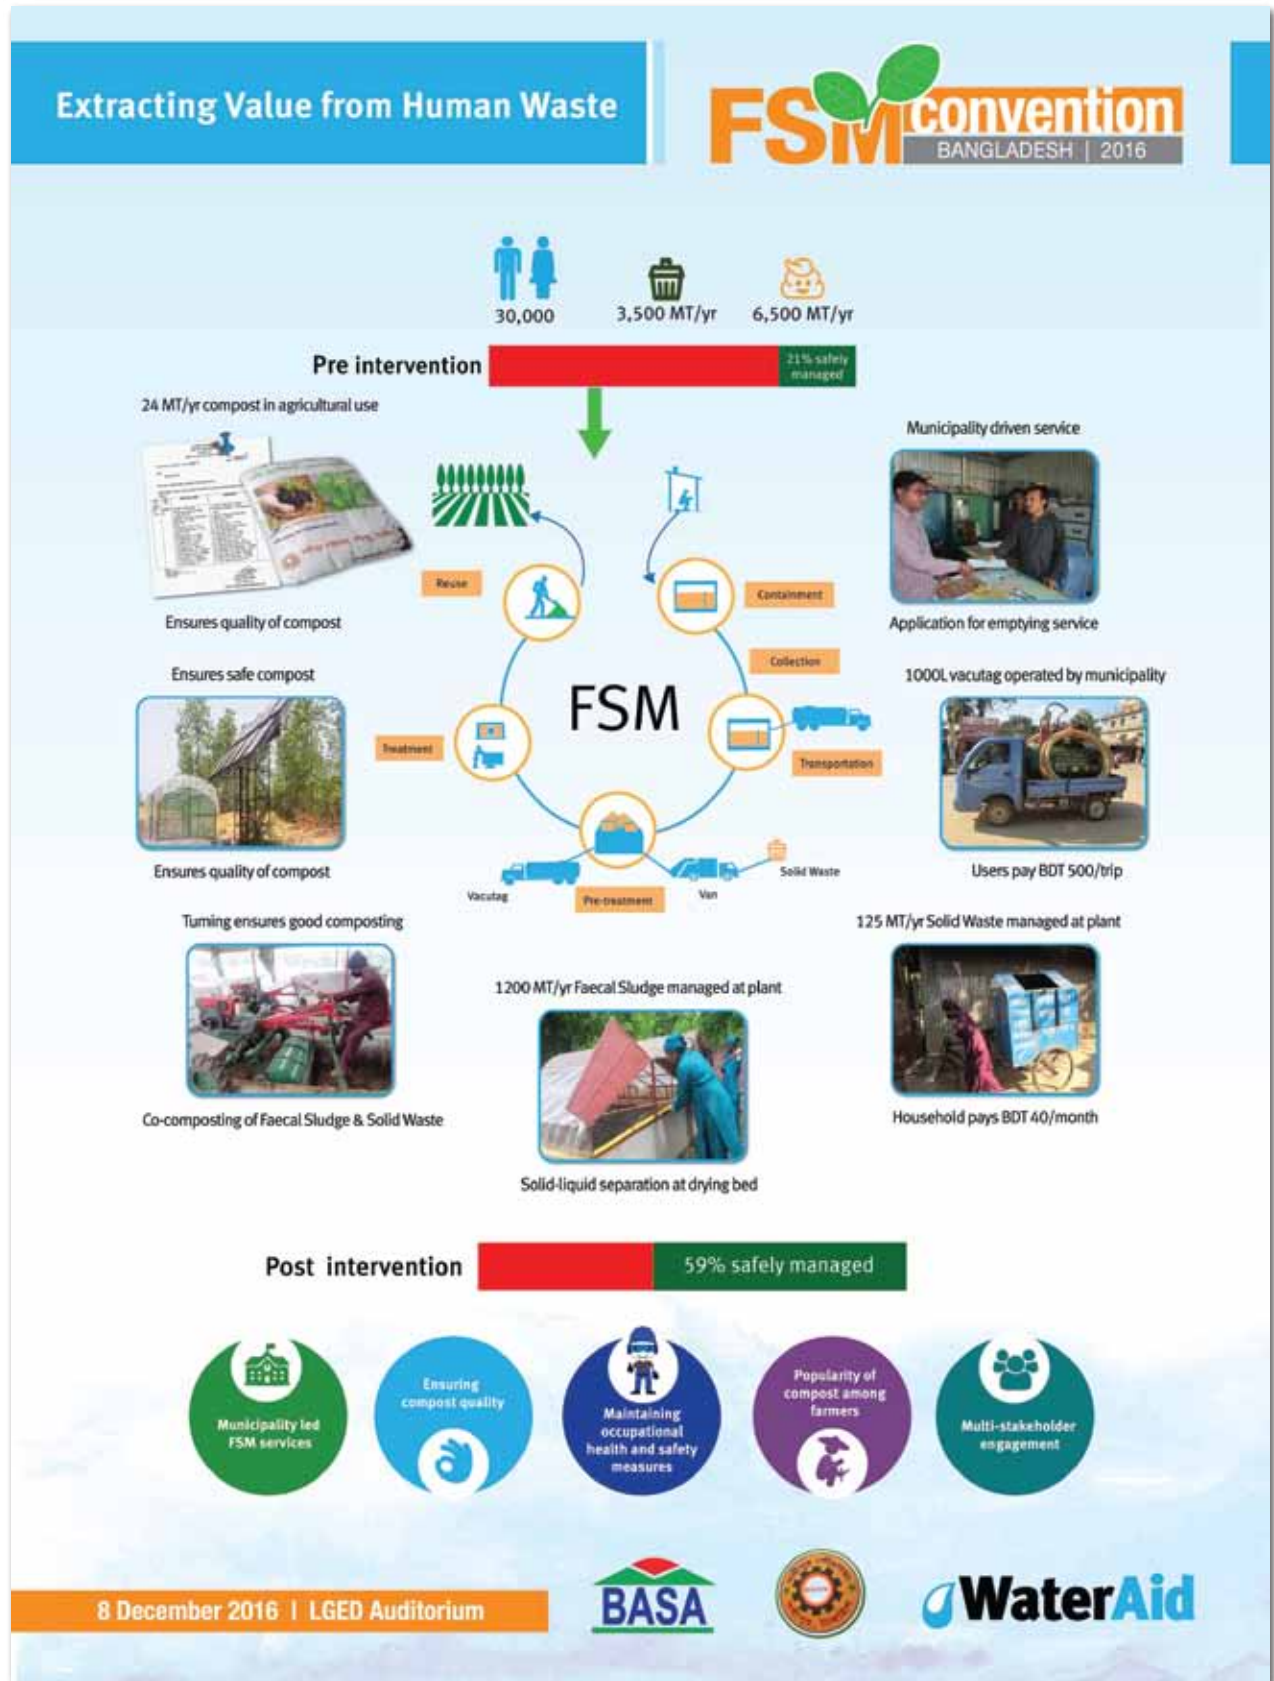 Extracting Value from Human Waste
FSM convention
BANGLADESH | 2016
30,000
3,500 MT/yr
6,500 MT/yr
Pre intervention
21% safely
managed
24 MT/yr compost in agricultural use
Municipality driven service
Reuse
Containment
Ensures quality of compost
Application for emptying service
Collection
Ensures safe compost
1000L vacutag operated by municipality
FSM
Treatment
Transportation
Ensures quality of compost
Users pay BDT 500/trip
Solid Waste
Vacutag
Pre-treatment
Van
Turning ensures good composting
125 MT/yr Solid Waste managed at plant
1200 MT/yr Faecal Sludge managed at plant
Co-composting of Faecal Sludge & Solid Waste
Household pays BDT 40/month
Solid-liquid separation at drying bed
Post intervention
59% safely managed
Municipality led
FSM services
Ensuring
compost quality
Maintaining
occupational
health and safety
measures
Popularity of
compost among
farmers
Multi-stakeholder
engagement
8 December 2016 | LGED Auditorium
BASA
WaterAid